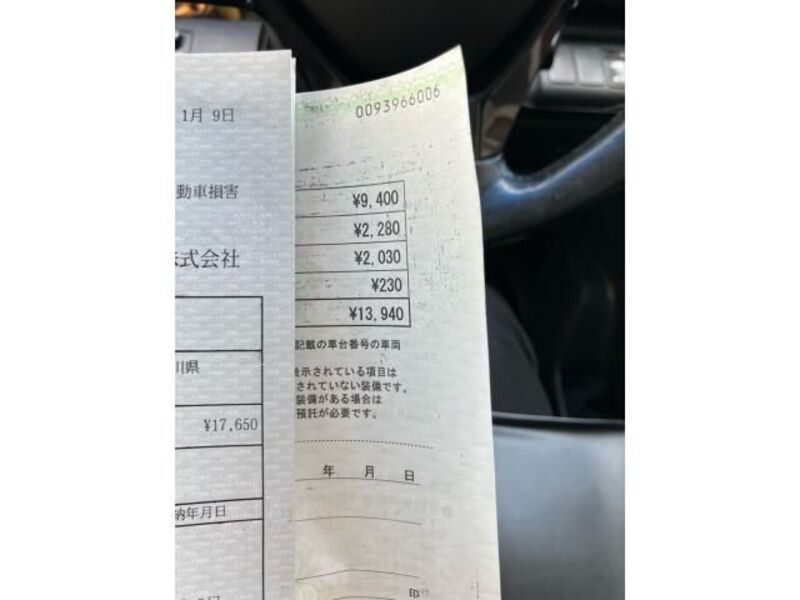 1月 9日
動車損害
式会社
川県
¥17,650
納年月日
0093966006
¥9,400
¥2,280
¥2,030
¥230
¥13,940
記載の車台番号の車両
表示されている項目は
されていない装備です。
装備がある場合は
預託が必要です。
年 月 日
印